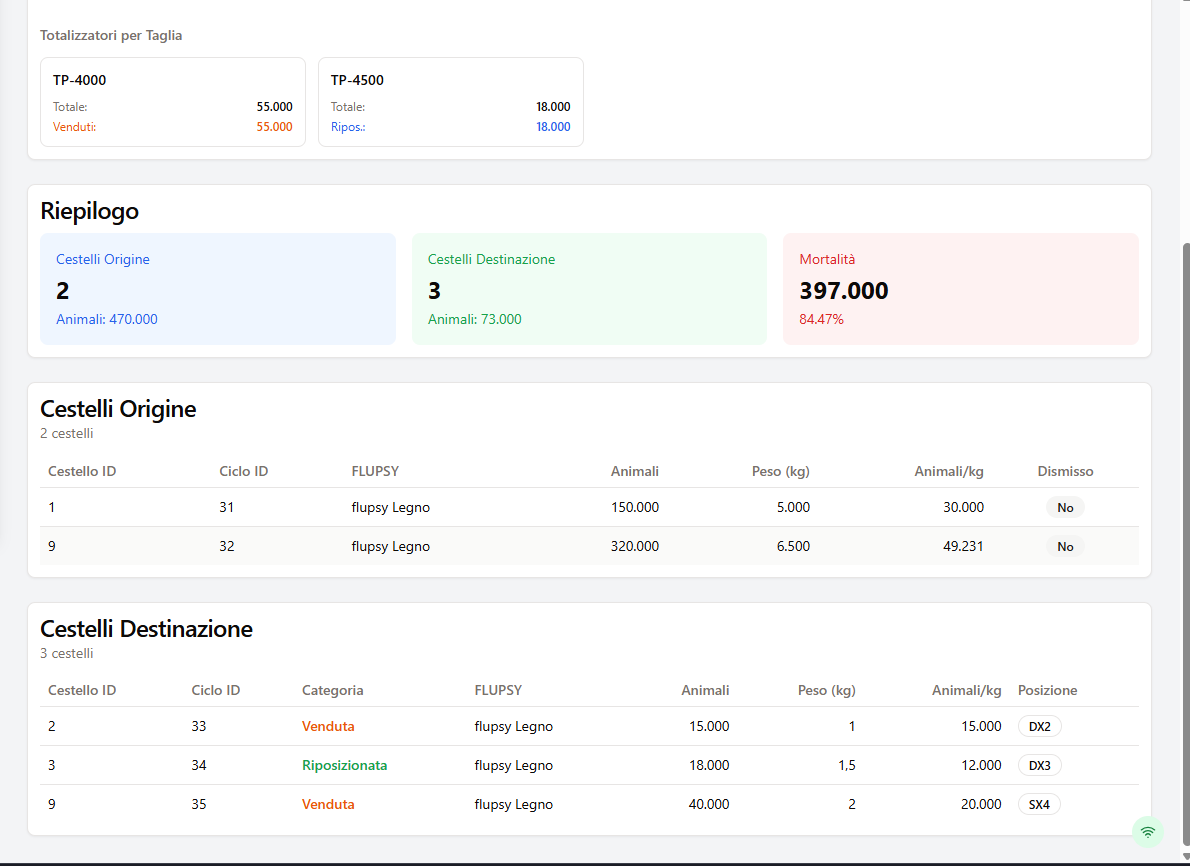 Totalizzatori per Taglia
TP-4000
Totale: 55.000
Venduti: 55.000
TP-4500
Totale: 18.000
Ripos.: 18.000
Riepilogo
Cestelli Origine
2
Animali: 470.000
Cestelli Destinazione
3
Animali: 73.000
Mortalità
397.000
84.47%
Cestelli Origine
2 cestelli
Cestello ID Ciclo ID FLUPSY Animali Peso (kg) Animali/kg Dismisso
1 31 flupsy Legno 150.000 5.000 30.000 No
9 32 flupsy Legno 320.000 6.500 49.231 No
Cestelli Destinazione
3 cestelli
Cestello ID Ciclo ID Categoria FLUPSY Animali Peso (kg) Animali/kg Posizione
2 33 Venduta flupsy Legno 15.000 1 15.000 DX2
3 34 Riposizionata flupsy Legno 18.000 1,5 12.000 DX3
9 35 Venduta flupsy Legno 40.000 2 20.000 SX4